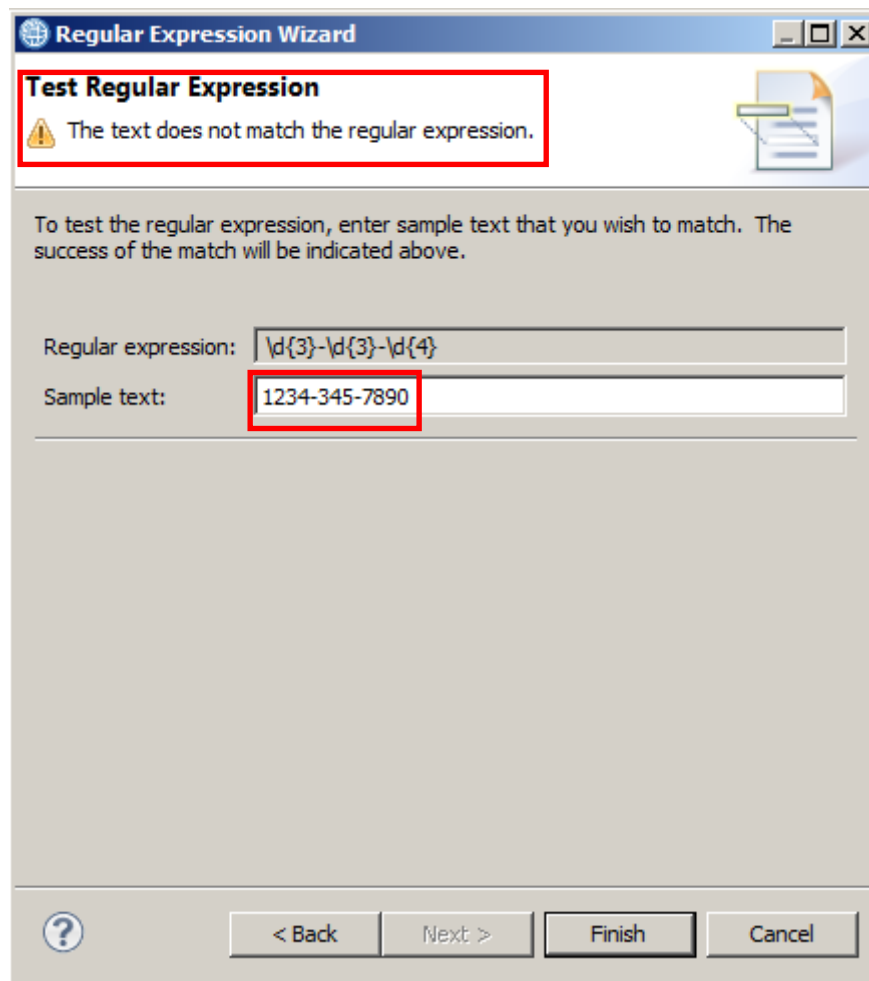 Regular Expression Wizard
Test Regular Expression
The text does not match the regular expression.
To test the regular expression, enter sample text that you wish to match.  The
success of the match will be indicated above.
Regular expression: \d{3}-\d{3}-\d{4}
Sample text: 1234-345-7890
? < Back Next > Finish Cancel